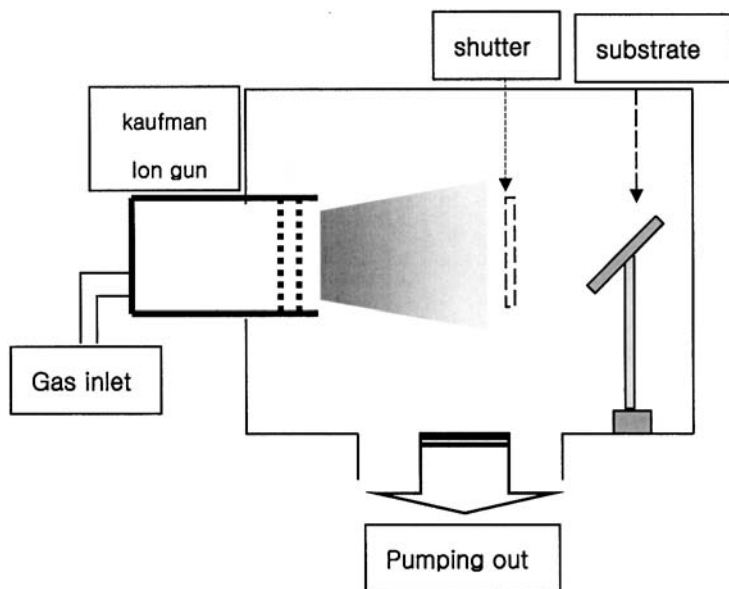 shutter
substrate
kaufman
Ion gun
Gas inlet
Pumping out